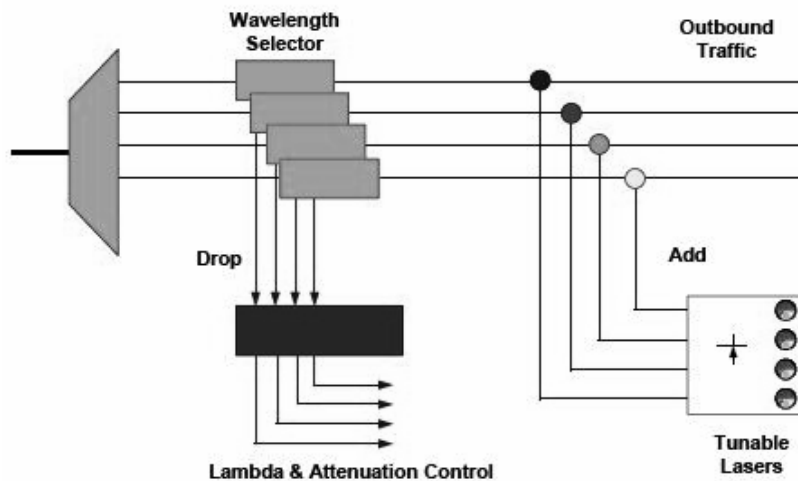 Wavelength
Selector
Outbound
Traffic
Drop
Add
Lambda & Attenuation Control
Tunable
Lasers